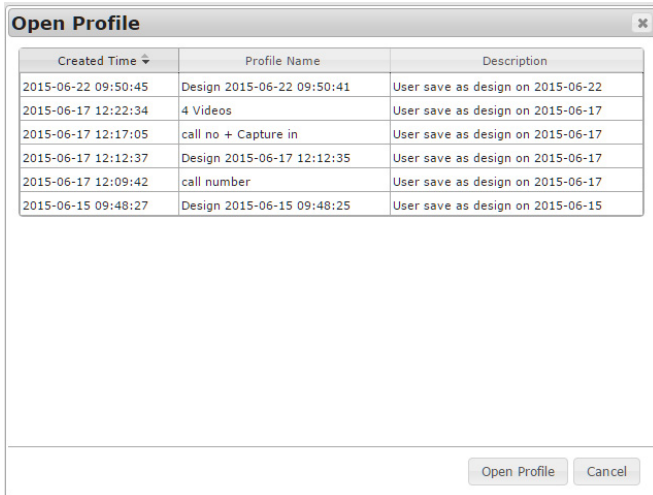 Open Profile
Created Time Profile Name Description
2015-06-22 09:50:45 Design 2015-06-22 09:50:41 User save as design on 2015-06-22
2015-06-17 12:22:34 4 Videos User save as design on 2015-06-17
2015-06-17 12:17:05 call no + Capture in User save as design on 2015-06-17
2015-06-17 12:12:37 Design 2015-06-17 12:12:35 User save as design on 2015-06-17
2015-06-17 12:09:42 call number User save as design on 2015-06-17
2015-06-15 09:48:27 Design 2015-06-15 09:48:25 User save as design on 2015-06-15
Open Profile Cancel